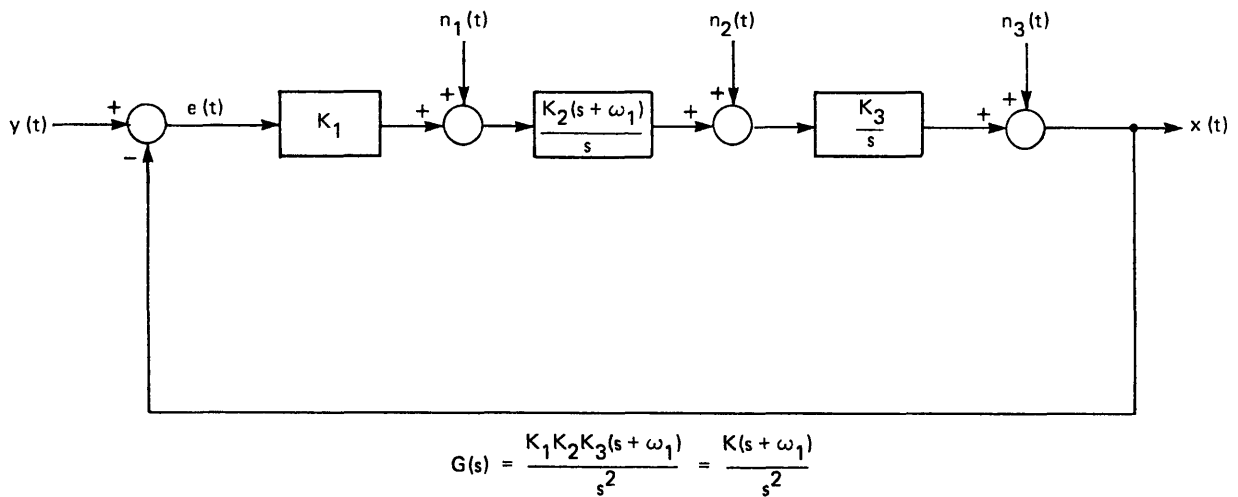 n₁(t) n₂(t) n₃(t)
+ + +
y(t) + e(t) K₁ + K₂(s + ω₁)/s + K₃/s + x(t)
−
G(s) = K₁K₂K₃(s + ω₁)/s² = K(s + ω₁)/s²